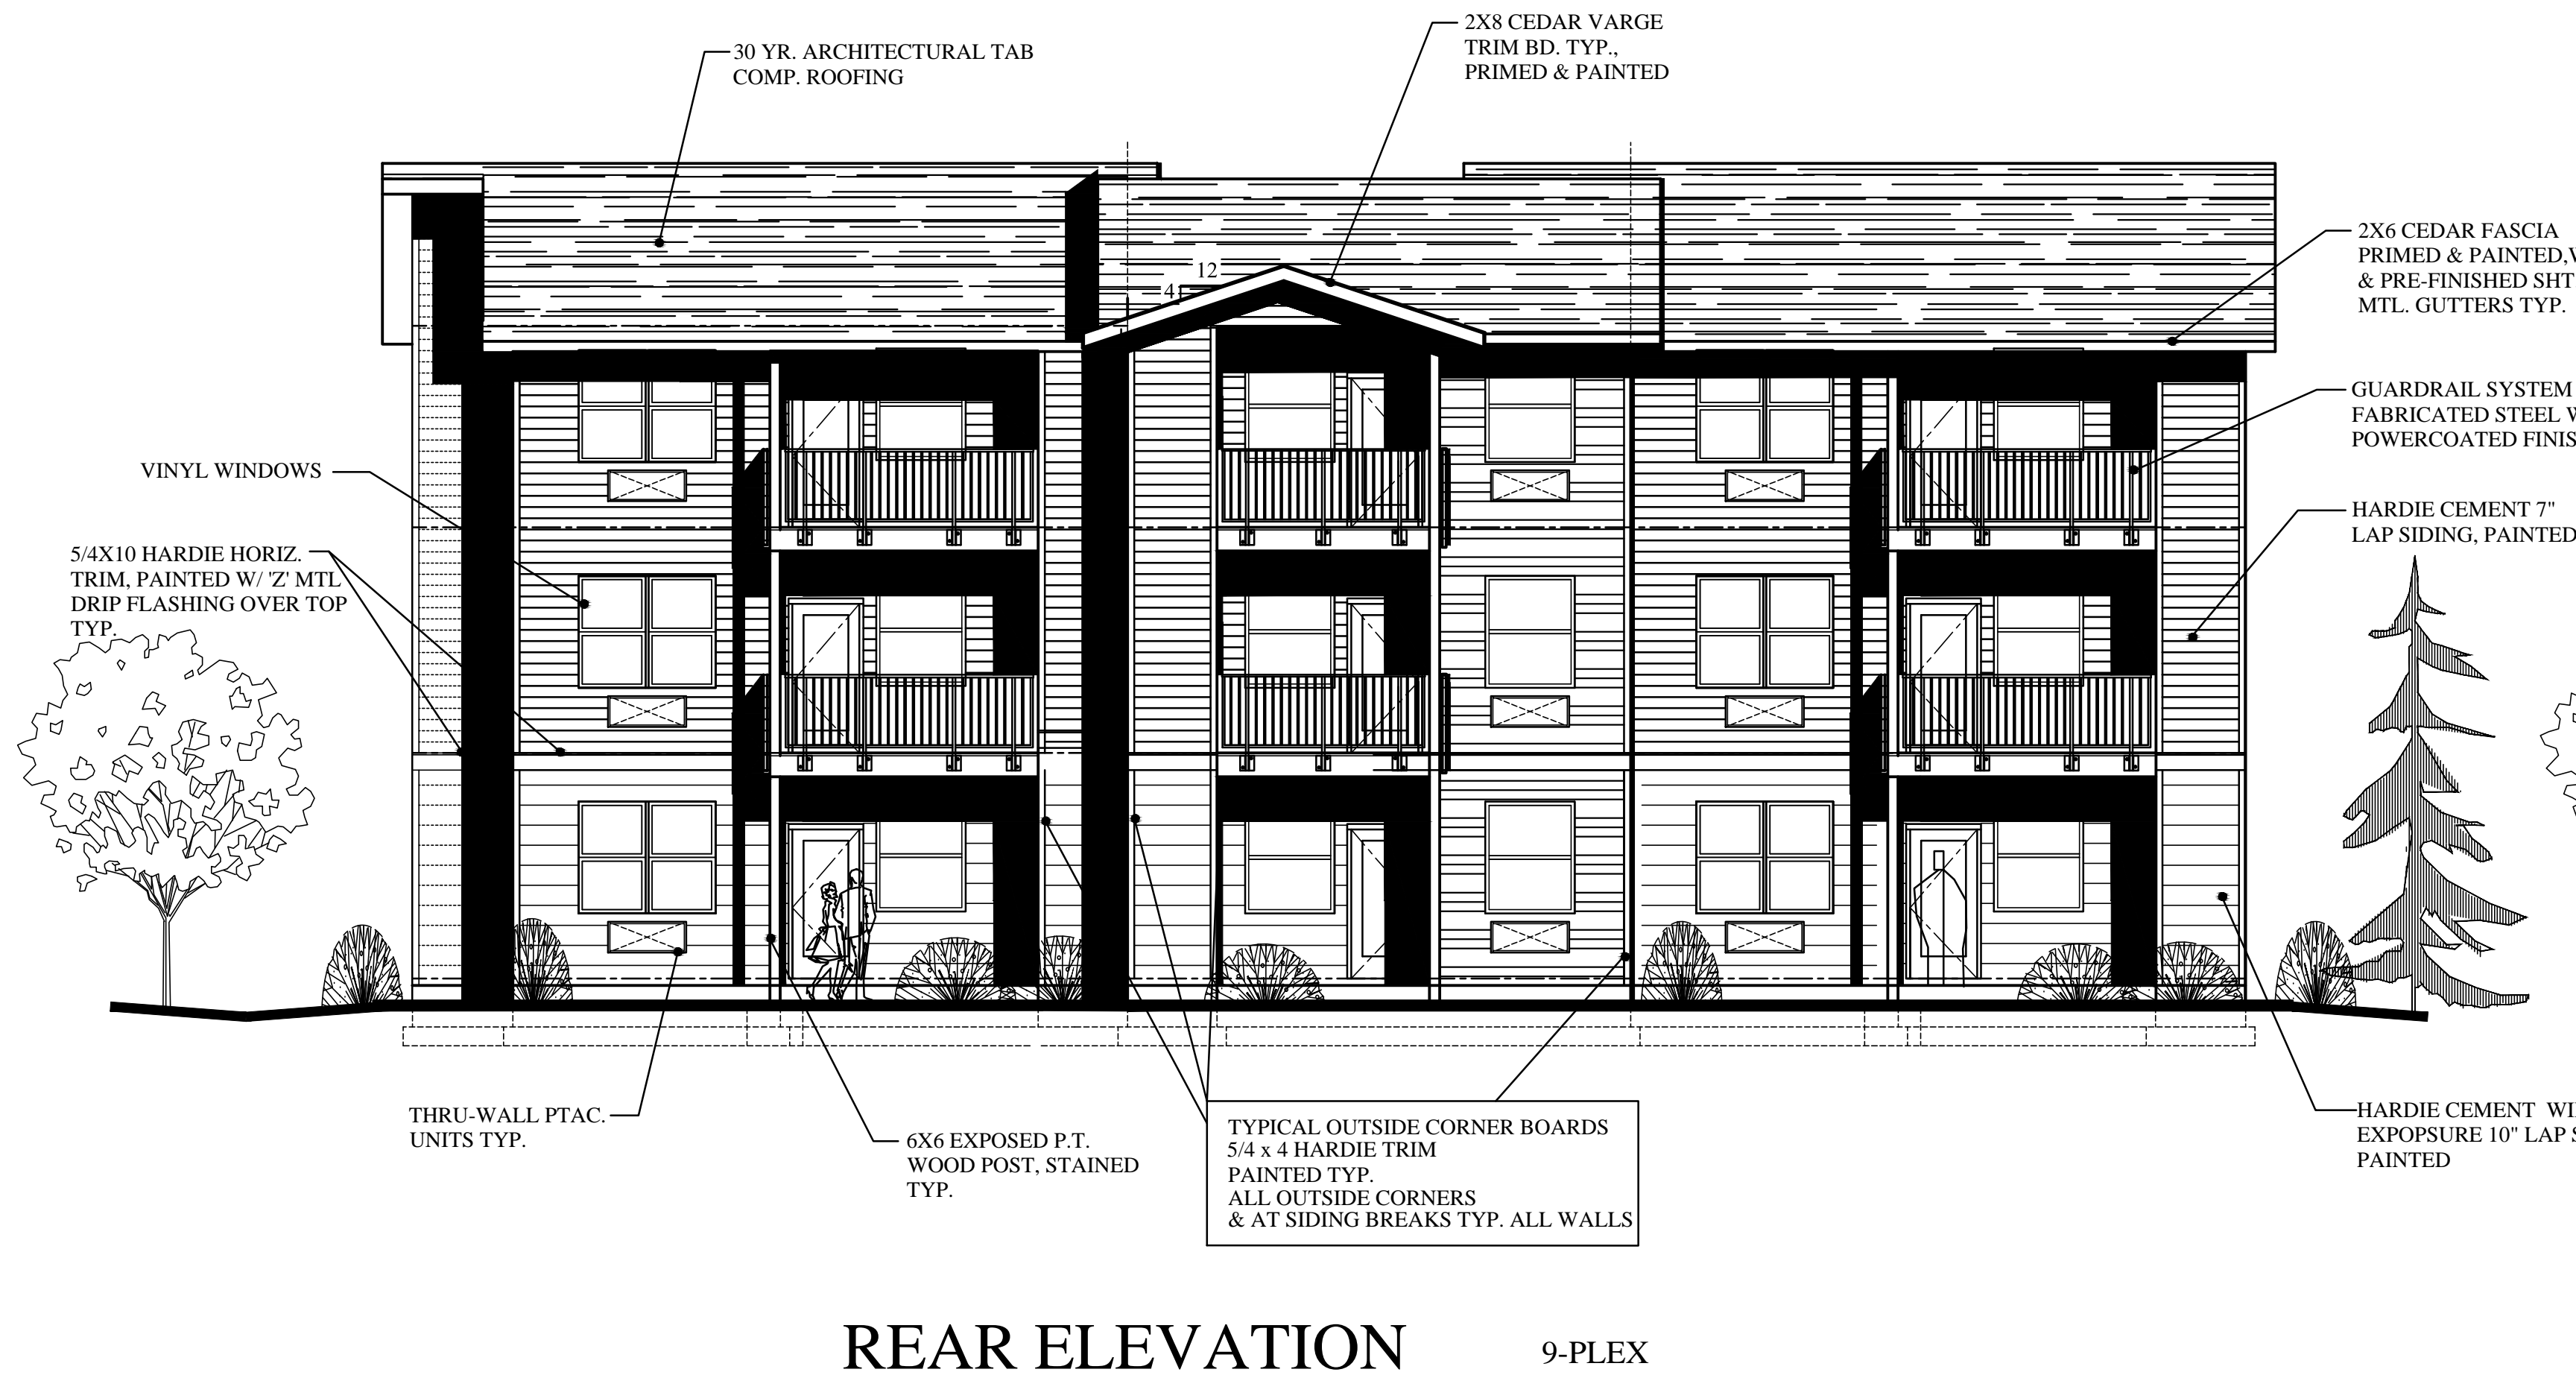 2X8 CEDAR VARGE
TRIM BD. TYP.,
PRIMED & PAINTED
30 YR. ARCHITECTURAL TAB
COMP. ROOFING
2X6 CEDAR FASCIA
PRIMED & PAINTED,
& PRE-FINISHED SHT
MTL. GUTTERS TYP.
12
4
GUARDRAIL SYSTEM
FABRICATED STEEL
POWERCOATED
VINYL WINDOWS
HARDIE CEMENT 7"
LAP SIDING, PAINTED
5/4X10 HARDIE HORIZ.
TRIM, PAINTED W/ 'Z' MTL
DRIP FLASHING OVER TOP
TYP.
THRU-WALL PTAC.
UNITS TYP.
6X6 EXPOSED P.T.
WOOD POST, STAINED
TYP.
TYPICAL OUTSIDE CORNER BOARDS
5/4 x 4 HARDIE TRIM
PAINTED TYP.
ALL OUTSIDE CORNERS
& AT SIDING BREAKS TYP. ALL WALLS
HARDIE CEMENT
EXPOPSURE 10" LAP
PAINTED
REAR ELEVATION
9-PLEX